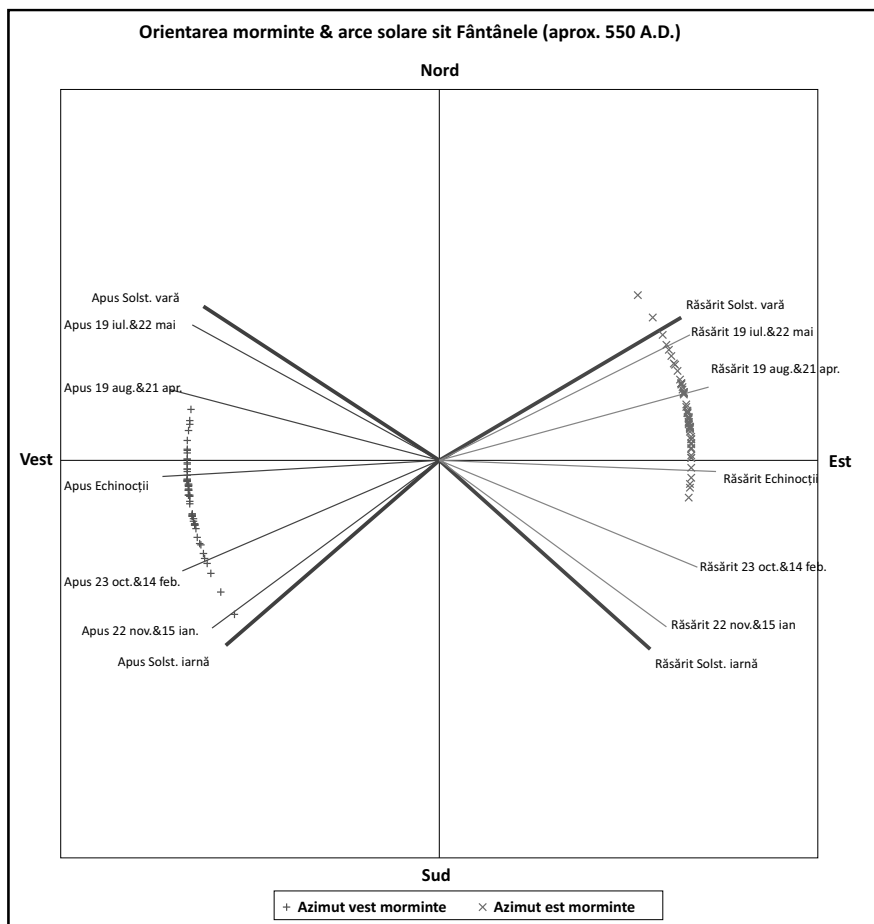 Orientarea morminte & arce solare sit Fântânele (aprox. 550 A.D.)
Nord
Apus Solst. vară
Răsărit Solst. vară
Apus 19 iul.&22 mai
Răsărit 19 iul.&22 mai
Răsărit 19 aug.&21 apr.
Apus 19 aug.&21 apr.
Vest
Est
Apus Echinocții
Răsărit Echinocții
Răsărit 23 oct.&14 feb.
Apus 23 oct.&14 feb.
Răsărit 22 nov.&15 ian
Apus 22 nov.&15 ian.
Apus Solst. iarnă
Răsărit Solst. iarnă
Sud
Azimut vest morminte
Azimut est morminte